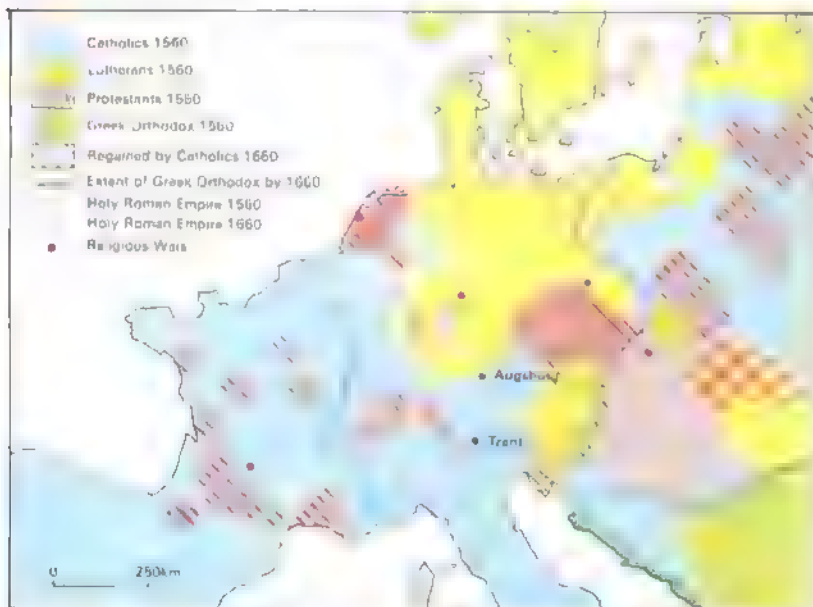 Catholics 1560
Lutherans 1560
Protestants 1560
Greek Orthodox 1560
Regained by Catholics 1660
Extent of Greek Orthodox by 1660
Holy Roman Empire 1560
Holy Roman Empire 1660
Religious Wars
Augsburg
Trent
0 250km